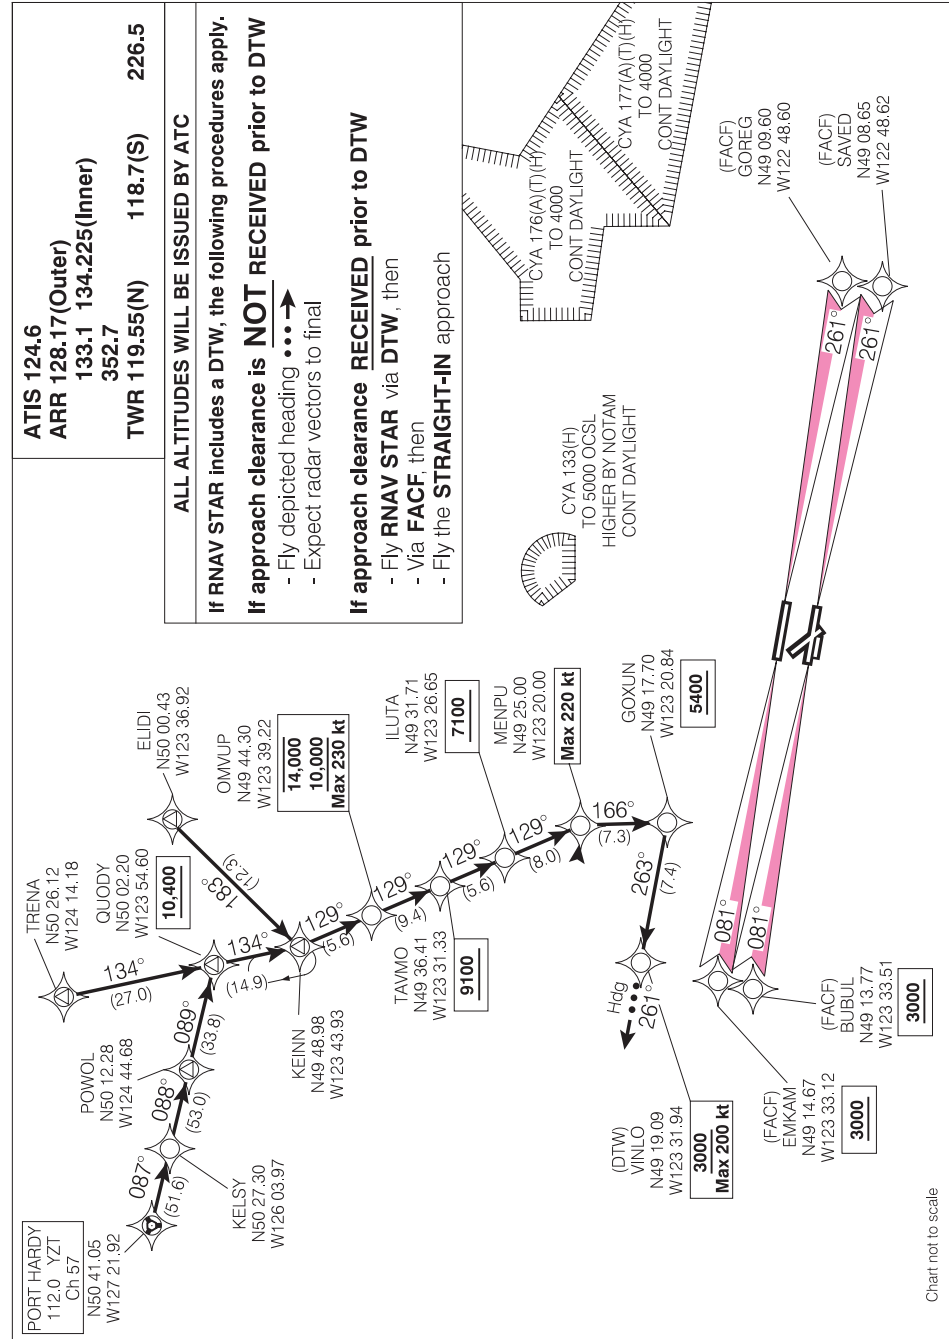 ATIS 124.6
ARR 128.17(Outer)
133.1 134.225(Inner)
352.7
TWR 119.55(N) 118.7(S) 226.5
ALL ALTITUDES WILL BE ISSUED BY ATC
If RNAV STAR includes a DTW, the following procedures apply.
If approach clearance is NOT RECEIVED prior to DTW
- Fly depicted heading
- Expect radar vectors to final
If approach clearance RECEIVED prior to DTW
- Fly RNAV STAR via DTW, then
- Via FACF, then
- Fly the STRAIGHT-IN approach
PORT HARDY
112.0 YZT
Ch 57
N50 41.05
W127 21.92
087°
(51.6)
KELSY
N50 27.30
W126 03.97
088°
(53.0)
POWOL
N50 12.28
W124 44.68
089°
(33.8)
TRENA
N50 26.12
W124 14.18
134°
(27.0)
QUODY
N50 02.20
W123 54.60
10,400
134°
(14.9)
ELIDI
N50 00.43
W123 36.92
183°
(12.3)
KEINN
N49 48.98
W123 43.93
129°
(5.6)
OMVUP
N49 44.30
W123 39.22
14,000
10,000
Max 230 kt
129°
(9.4)
TAVMO
N49 36.41
W123 31.33
9100
129°
(5.6)
ILUTA
N49 31.71
W123 26.65
7100
129°
(8.0)
MENPU
N49 25.00
W123 20.00
Max 220 kt
166°
(7.3)
GOXUN
N49 17.70
W123 20.84
5400
263°
(7.4)
Hdg
261°
(DTW)
VINLO
N49 19.09
W123 31.94
3000
Max 200 kt
(FACF)
EMKAM
N49 14.67
W123 33.12
3000
(FACF)
BUBUL
N49 13.77
W123 33.51
3000
081°
081°
261°
261°
(FACF)
GOREG
N49 09.60
W122 48.60
(FACF)
SAVED
N49 08.65
W122 48.62
CYA 133(H)
TO 5000 OCSL
HIGHER BY NOTAM
CONT DAYLIGHT
CYA 176(A)(T)(H)
TO 4000
CONT DAYLIGHT
CYA 177(A)(T)(H)
TO 4000
CONT DAYLIGHT
Chart not to scale